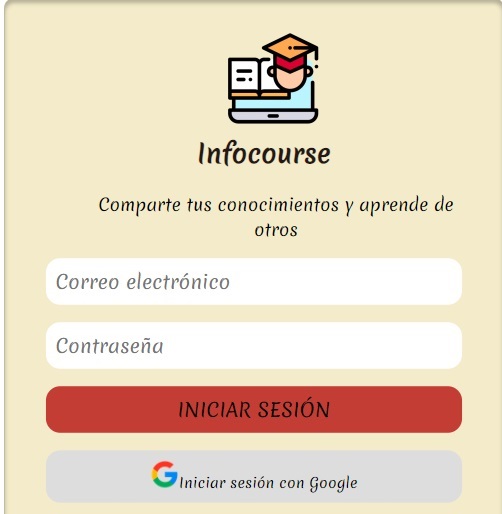 Infocourse
Comparte tus conocimientos y aprende de
otros
Correo electrónico
Contraseña
INICIAR SESIÓN
Iniciar sesión con Google